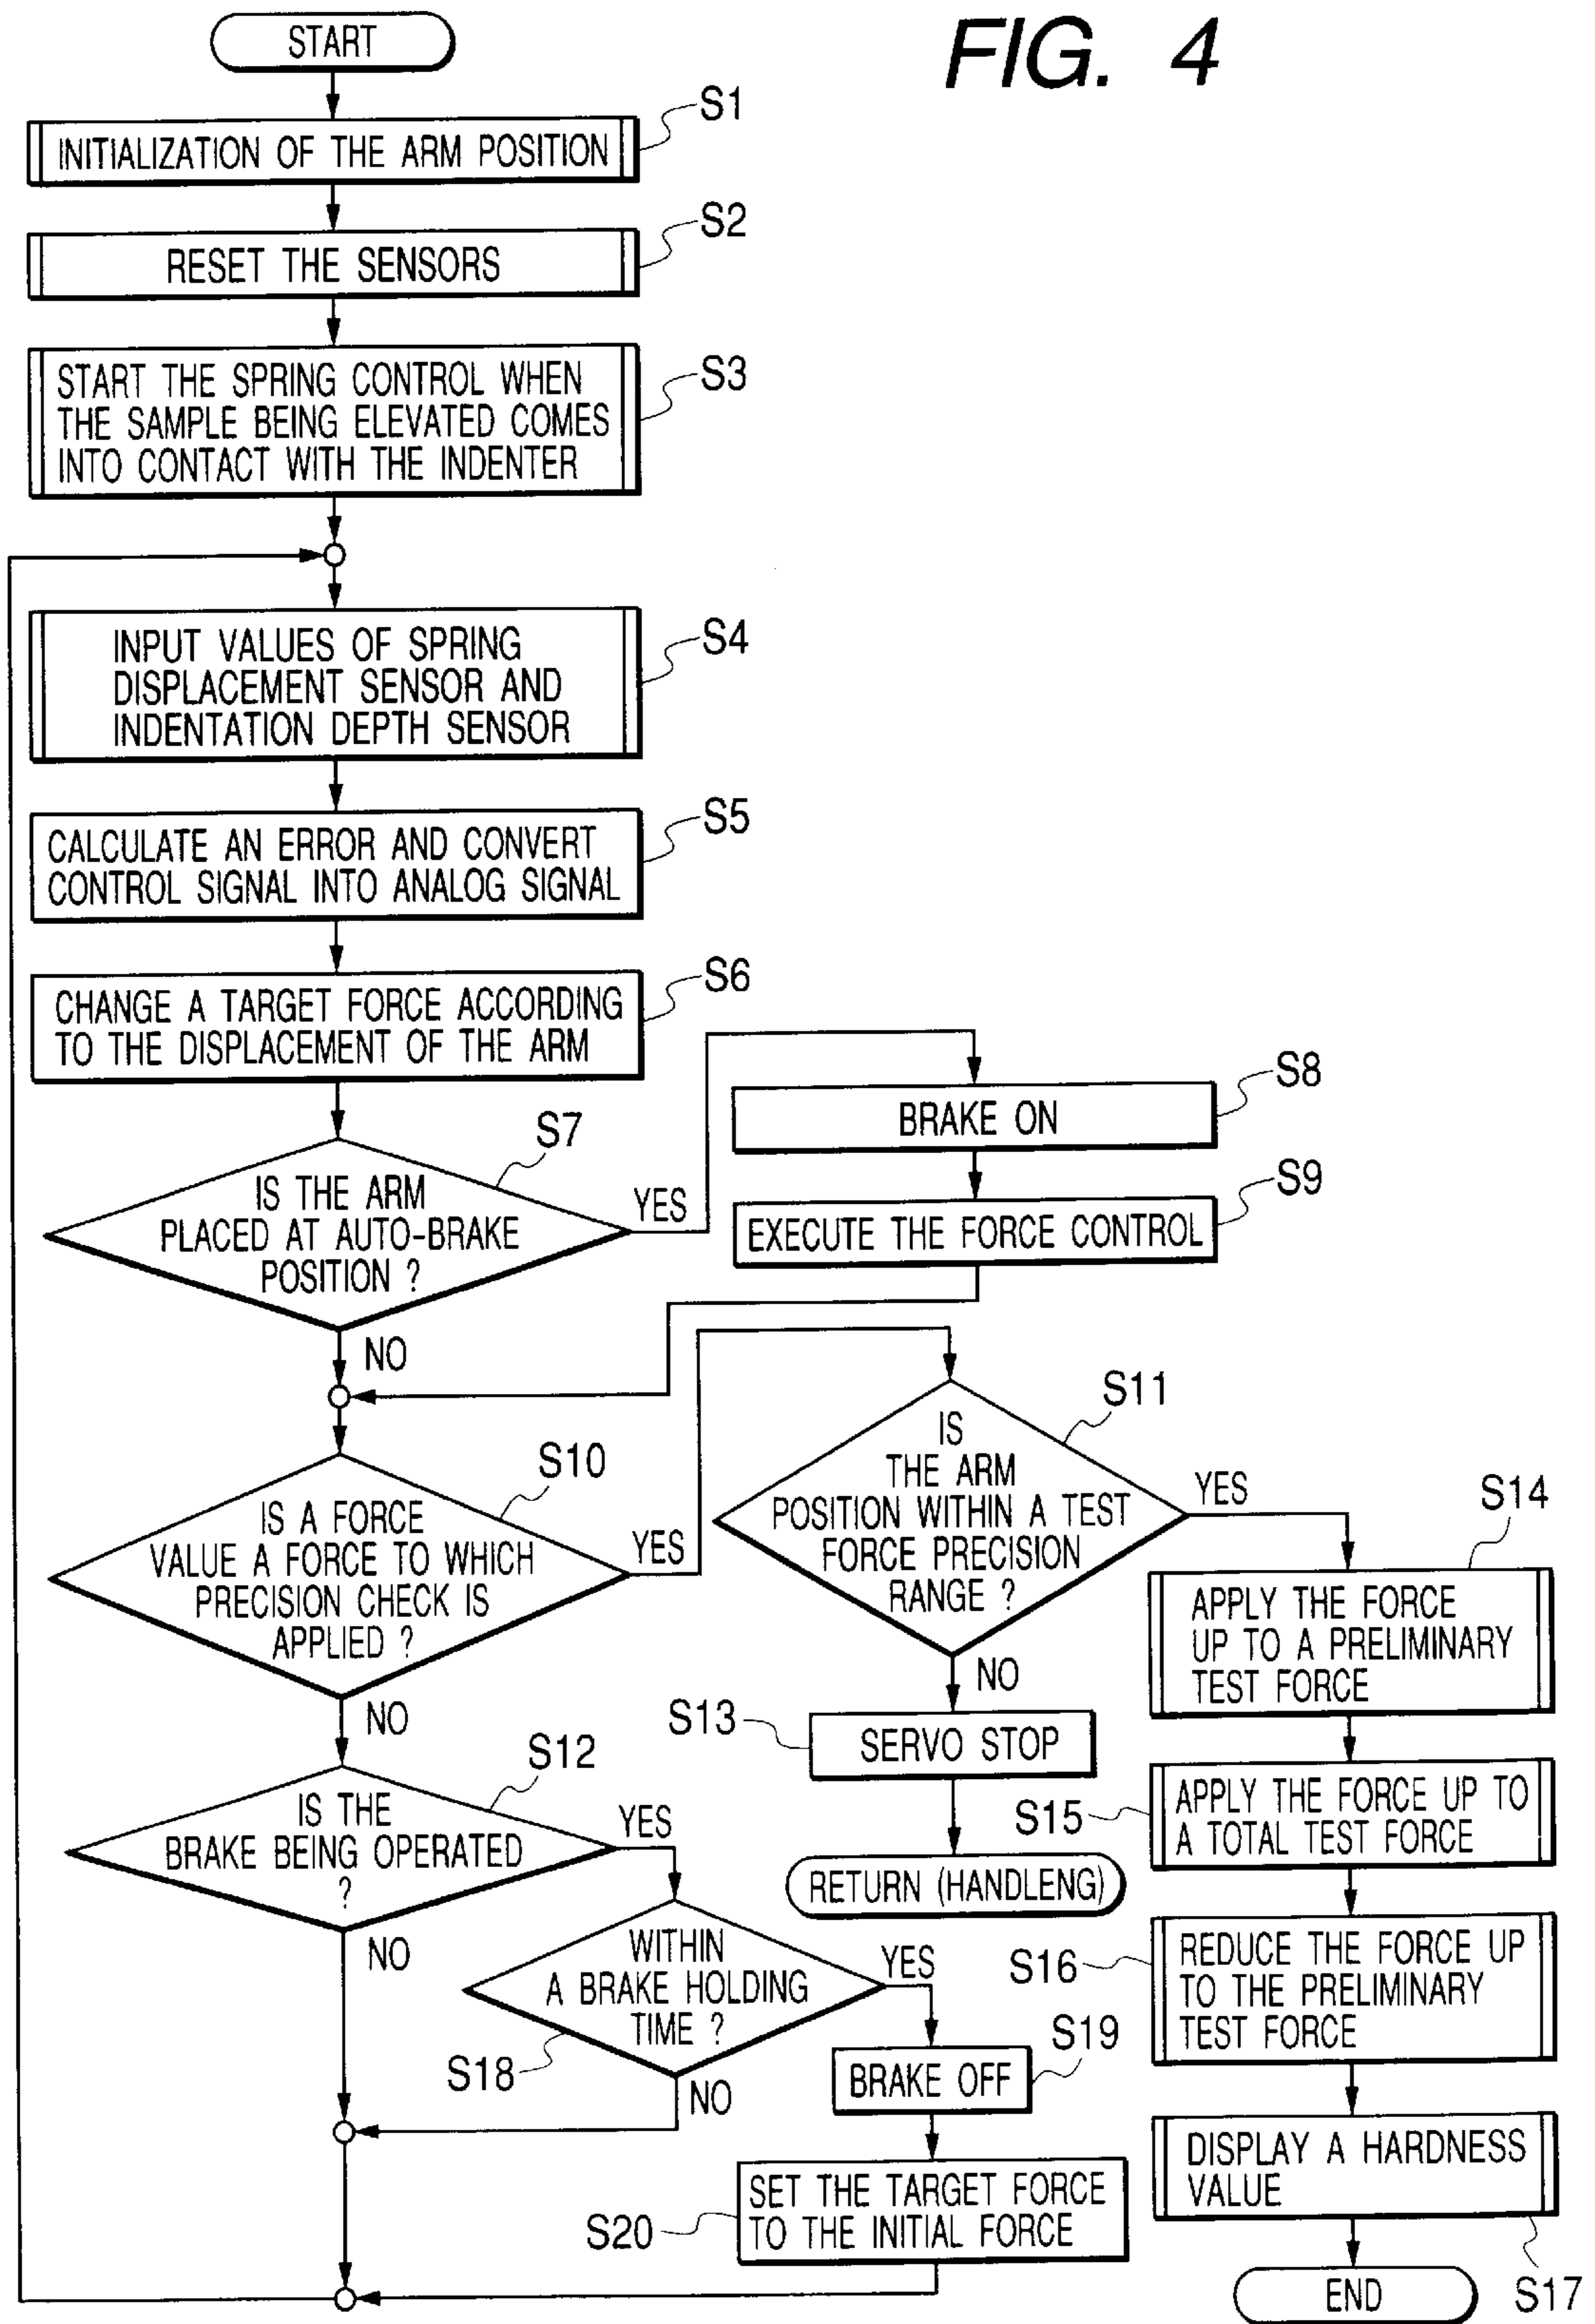 FIG. 4
START
S1
INITIALIZATION OF THE ARM POSITION
S2
RESET THE SENSORS
S3
START THE SPRING CONTROL WHEN
THE SAMPLE BEING ELEVATED COMES
INTO CONTACT WITH THE INDENTER
S4
INPUT VALUES OF SPRING
DISPLACEMENT SENSOR AND
INDENTATION DEPTH SENSOR
S5
CALCULATE AN ERROR AND CONVERT
CONTROL SIGNAL INTO ANALOG SIGNAL
S6
CHANGE A TARGET FORCE ACCORDING
TO THE DISPLACEMENT OF THE ARM
S7
IS THE ARM
PLACED AT AUTO-BRAKE
POSITION ?
YES
NO
S8
BRAKE ON
S9
EXECUTE THE FORCE CONTROL
S10
IS A FORCE
VALUE A FORCE TO WHICH
PRECISION CHECK IS
APPLIED ?
YES
NO
S11
IS
THE ARM
POSITION WITHIN A TEST
FORCE PRECISION
RANGE ?
YES
NO
S12
IS THE
BRAKE BEING OPERATED
?
YES
NO
S13
SERVO STOP
RETURN (HANDLENG)
S14
APPLY THE FORCE
UP TO A PRELIMINARY
TEST FORCE
S15
APPLY THE FORCE UP TO
A TOTAL TEST FORCE
S16
REDUCE THE FORCE UP
TO THE PRELIMINARY
TEST FORCE
DISPLAY A HARDNESS
VALUE
S17
END
WITHIN
A BRAKE HOLDING
TIME ?
S18
YES
NO
S19
BRAKE OFF
S20
SET THE TARGET FORCE
TO THE INITIAL FORCE